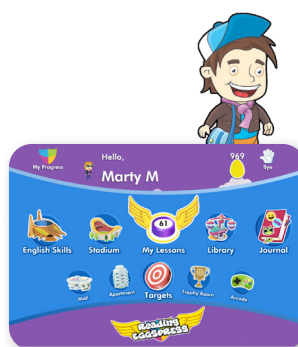 Hello,
969
My Progress
Bye
Marty M
61
English Skills
Stadium
My Lessons
Library
Journal
Mall
Apartment
Targets
Trophy Room
Arcade
Reading
EGGSPRESS